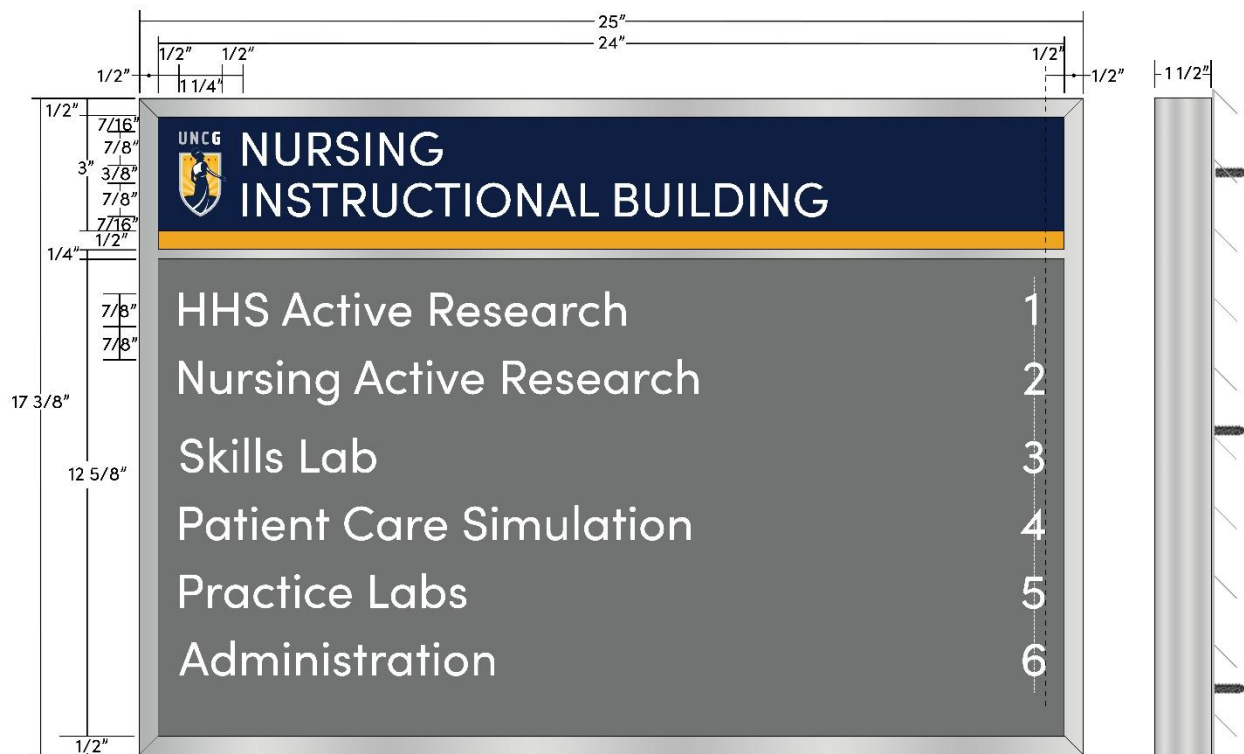 25"
24"
1/2" 1/2" 1/2"
1/2" 1 1/4" 1/2" 1 1/2"
1/2"
7/16"
7/8"
3" 3/8"
7/8"
7/16"
1/2"
1/4"
UNCG
NURSING
INSTRUCTIONAL BUILDING
7/8"
7/8"
17 3/8"
12 5/8"
1/2"
HHS Active Research 1
Nursing Active Research 2
Skills Lab 3
Patient Care Simulation 4
Practice Labs 5
Administration 6